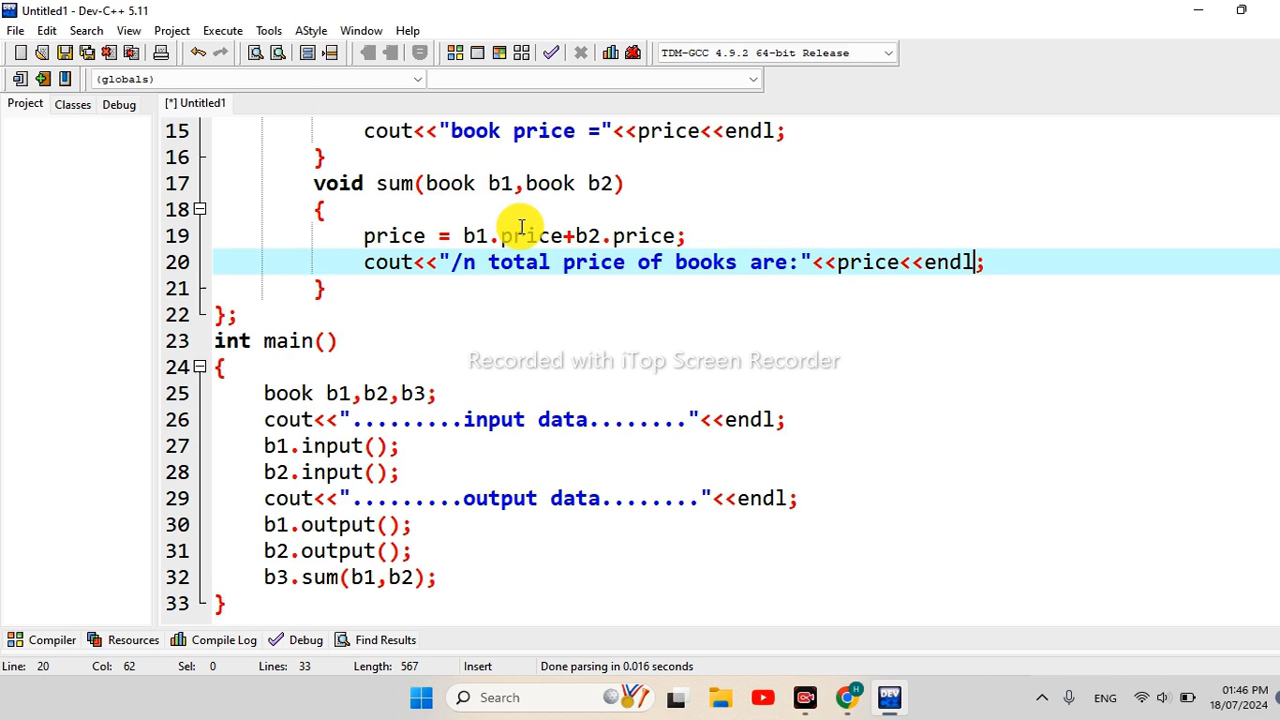 Untitled1 - Dev-C++ 5.11
File Edit Search View Project Execute Tools AStyle Window Help
TDM-GCC 4.9.2 64-bit Release
(globals)
Project Classes Debug [*] Untitled1
15 cout<<"book price ="<<price<<endl;
16 }
17 void sum(book b1,book b2)
18 {
19 price = b1.price+b2.price;
20 cout<<"/n total price of books are:"<<price<<endl;
21 }
22 };
23 int main()
Recorded with iTop Screen Recorder
24 {
25 book b1,b2,b3;
26 cout<<".........input data........"<<endl;
27 b1.input();
28 b2.input();
29 cout<<".........output data........"<<endl;
30 b1.output();
31 b2.output();
32 b3.sum(b1,b2);
33 }
Compiler Resources Compile Log Debug Find Results
Line: 20 Col: 62 Sel: 0 Lines: 33 Length: 567 Insert Done parsing in 0.016 seconds
Search H DEV ENG 01:46 PM
18/07/2024